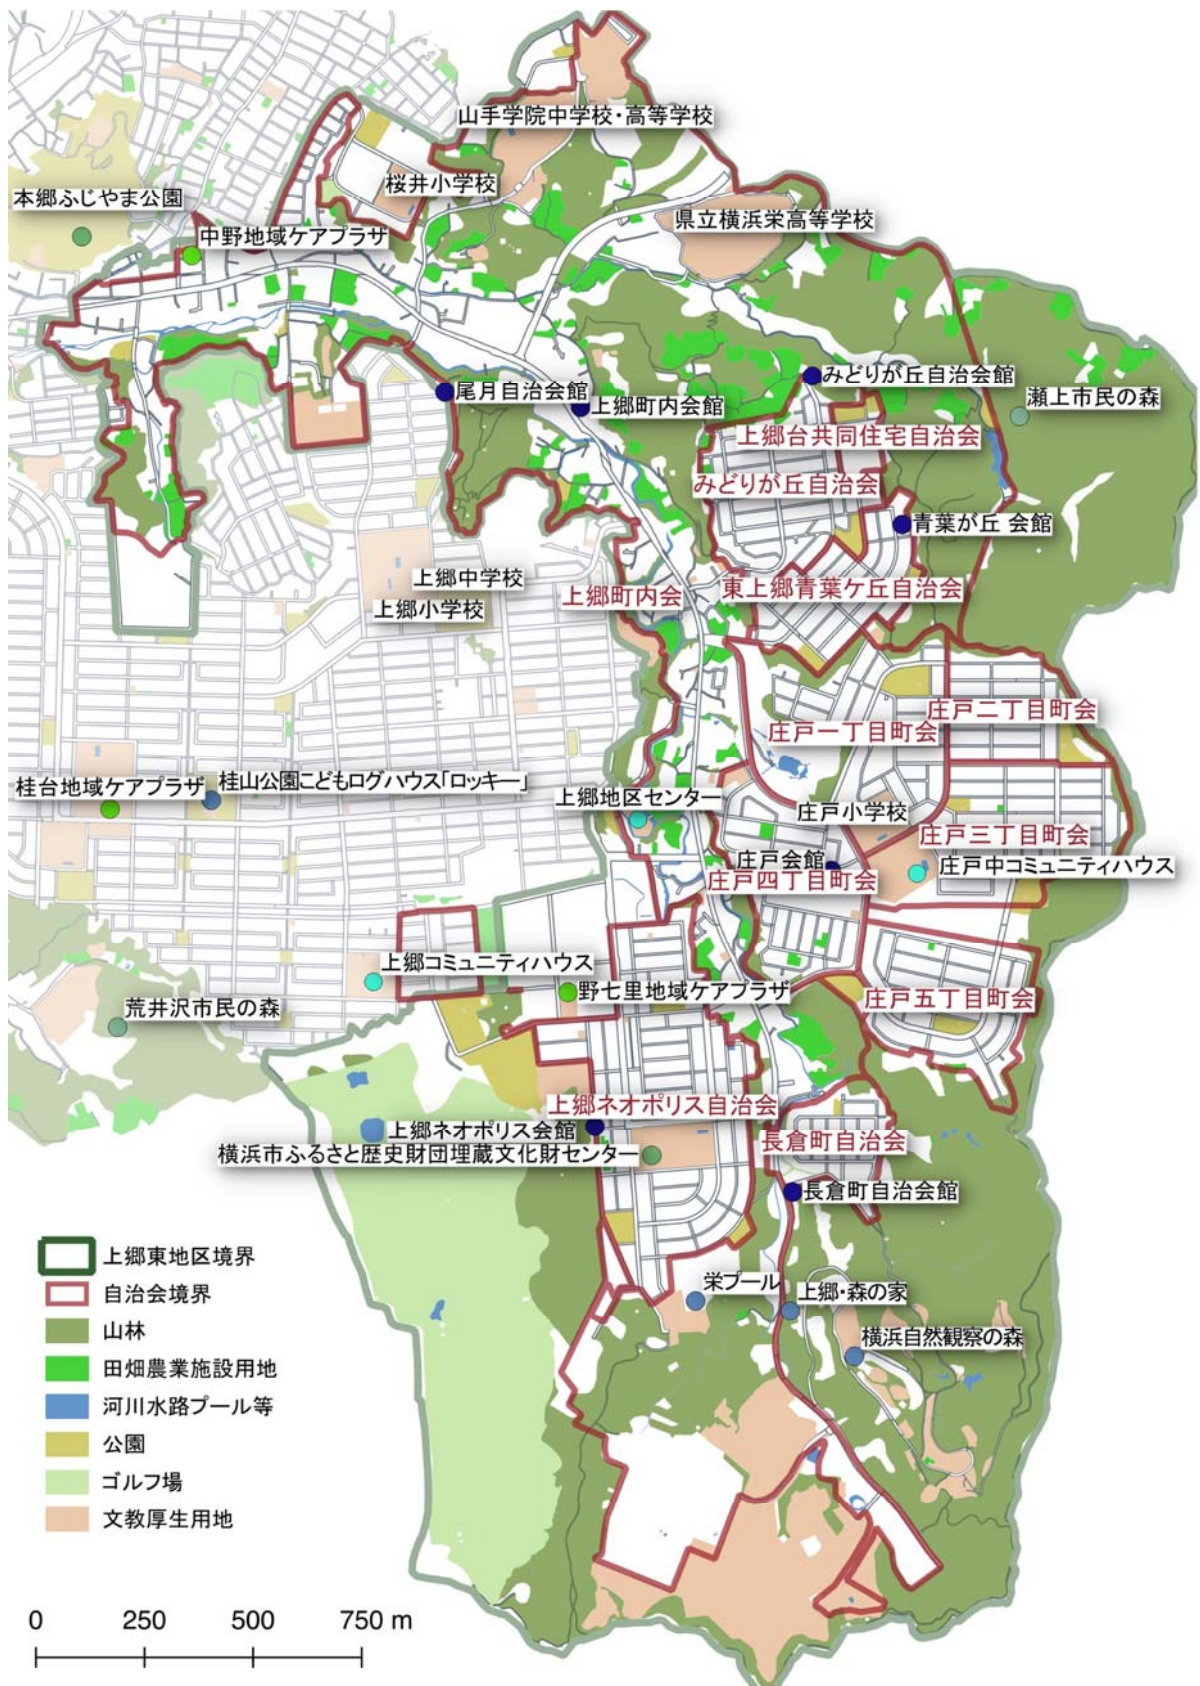 山手学院中学校・高等学校
桜井小学校
本郷ふじやま公園
県立横浜栄高等学校
中野地域ケアプラザ
みどりが丘自治会館
尾月自治会館
瀬上市民の森
上郷町内会館
上郷台共同住宅自治会
みどりが丘自治会
青葉が丘 会館
上郷中学校
東上郷青葉ケ丘自治会
上郷町内会
上郷小学校
庄戸二丁目町会
庄戸一丁目町会
桂台地域ケアプラザ
桂山公園こどもログハウス「ロッキー」
上郷地区センター
庄戸小学校
庄戸三丁目町会
庄戸会館
庄戸中コミュニティハウス
庄戸四丁目町会
上郷コミュニティハウス
野七里地域ケアプラザ
庄戸五丁目町会
荒井沢市民の森
上郷ネオポリス自治会
上郷ネオポリス会館
長倉町自治会
横浜市ふるさと歴史財団埋蔵文化財センター
長倉町自治会館
栄プール
上郷・森の家
横浜自然観察の森
上郷東地区境界
自治会境界
山林
田畑農業施設用地
河川水路プール等
公園
ゴルフ場
文教厚生用地
0 250 500 750 m